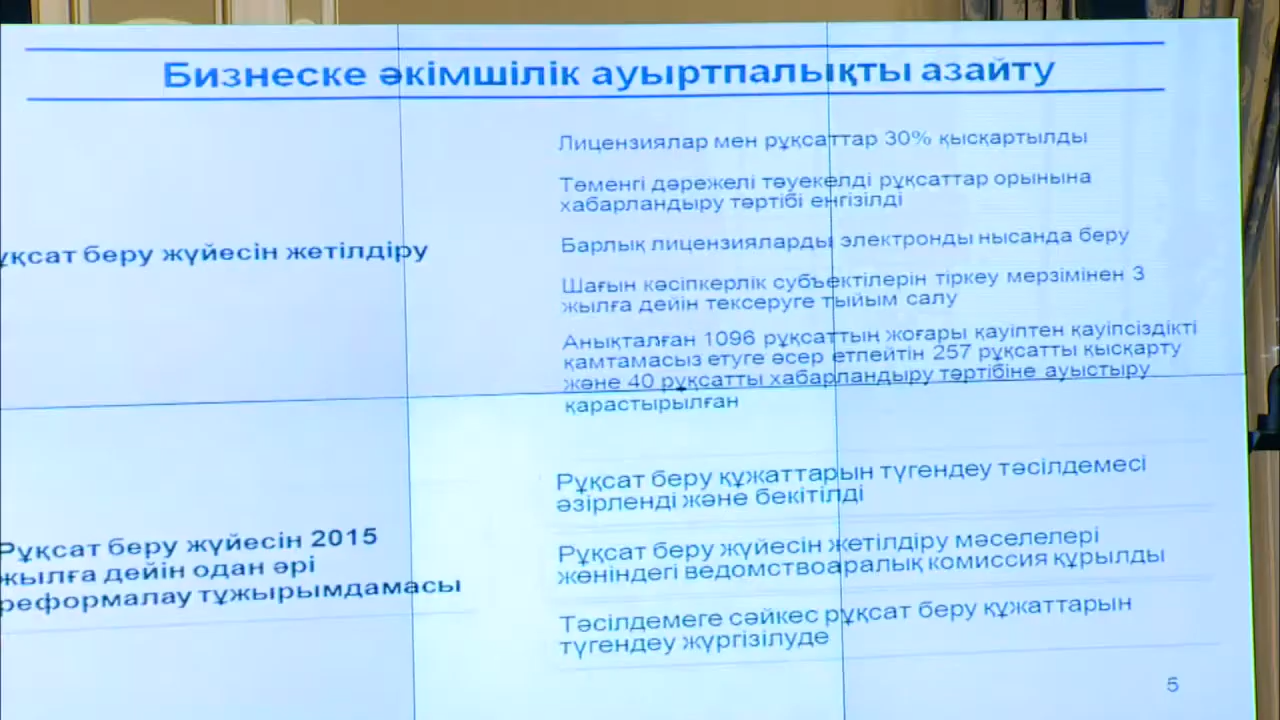 Бизнеске әкімшілік ауыртпалықты азайту
Лицензиялар мен рұқсаттар 30% қысқартылды
Төменгі дәрежелі тәуекелді рұқсаттар орынына
хабарландыру тәртібі енгізілді
ұқсат беру жүйесін жетілдіру
Барлық лицензияларды электронды нысанда беру
Шағын кәсіпкерлік субъектілерін тіркеу мерзімінен 3
жылға дейін тексеруге тыйым салу
Анықталған 1096 рұқсаттын жоғары қауіптен қауіпсіздікті
қамтамасыз етуге әсер етпейтін 257 рұқсатты қысқарту
және 40 рұқсатты хабарландыру тәртібіне ауыстыру
қарастырылған
Рұқсат беру жүйесін 2015
жылға дейін одан әрі
реформалау тұжырымдамасы
Рұқсат беру құжаттарын түгендеу тәсілдемесі
әзірленді және бекітілді
Рұқсат беру жүйесін жетілдіру мәселелері
жөніндегі ведомствоаралық комиссия құрылды
Тәсілдемеге сәйкес рұқсат беру құжаттарын
түгендеу жүргізілуде
5